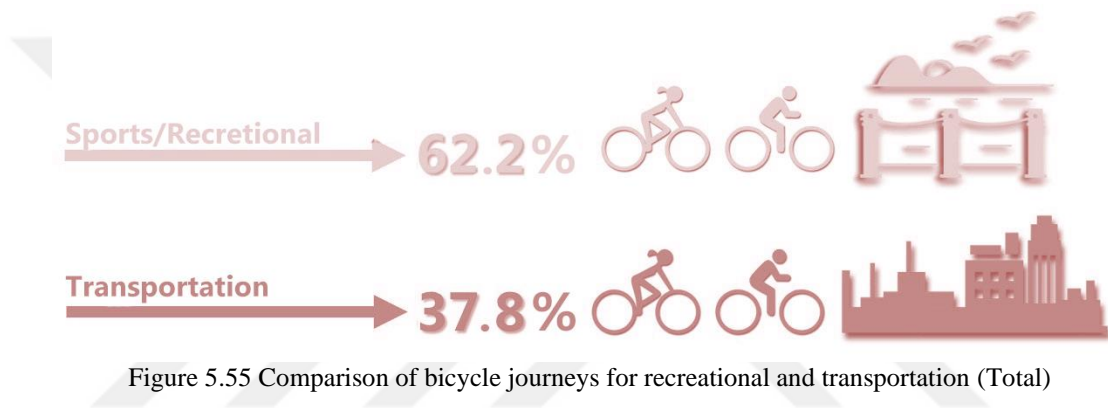 Sports/Recretional
62.2%
Transportation
37.8%
Figure 5.55 Comparison of bicycle journeys for recreational and transportation (Total)